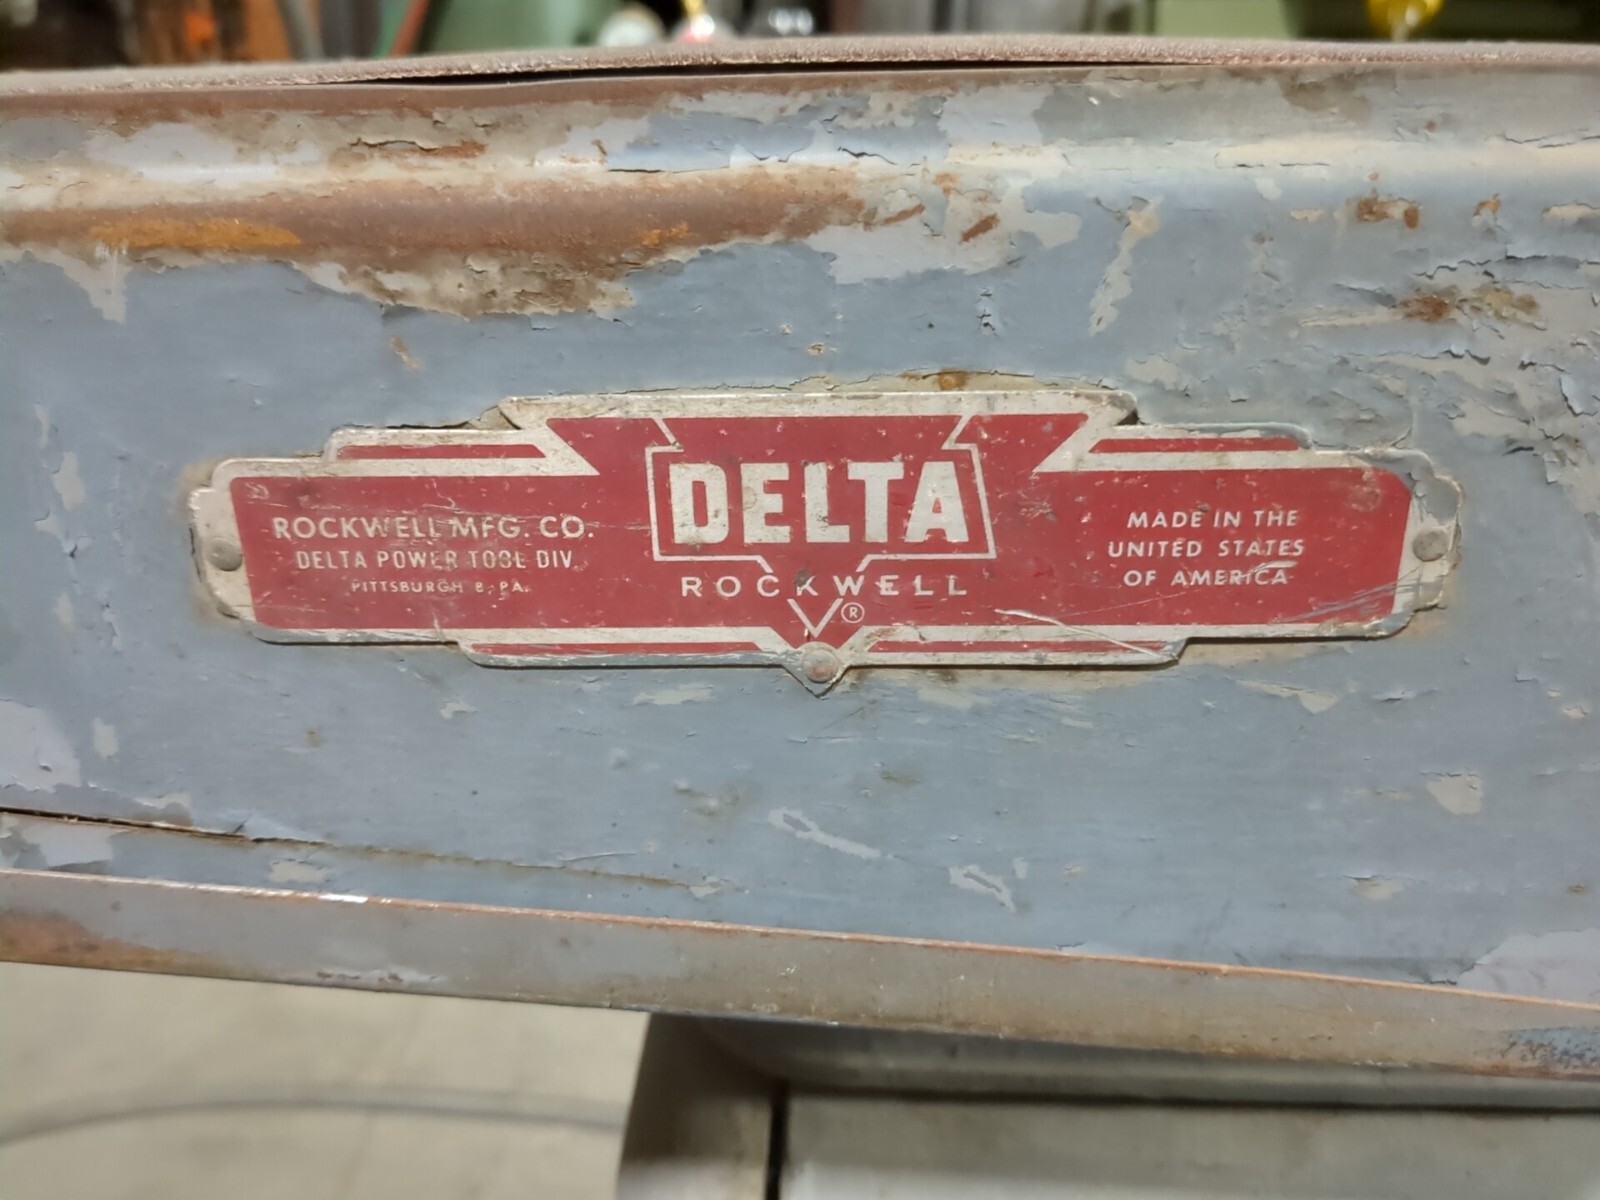 DELTA
ROCKWELL
®
ROCKWELL MFG. CO.
DELTA POWER TOOL DIV.
PITTSBURGH 8, PA.
MADE IN THE
UNITED STATES
OF AMERICA